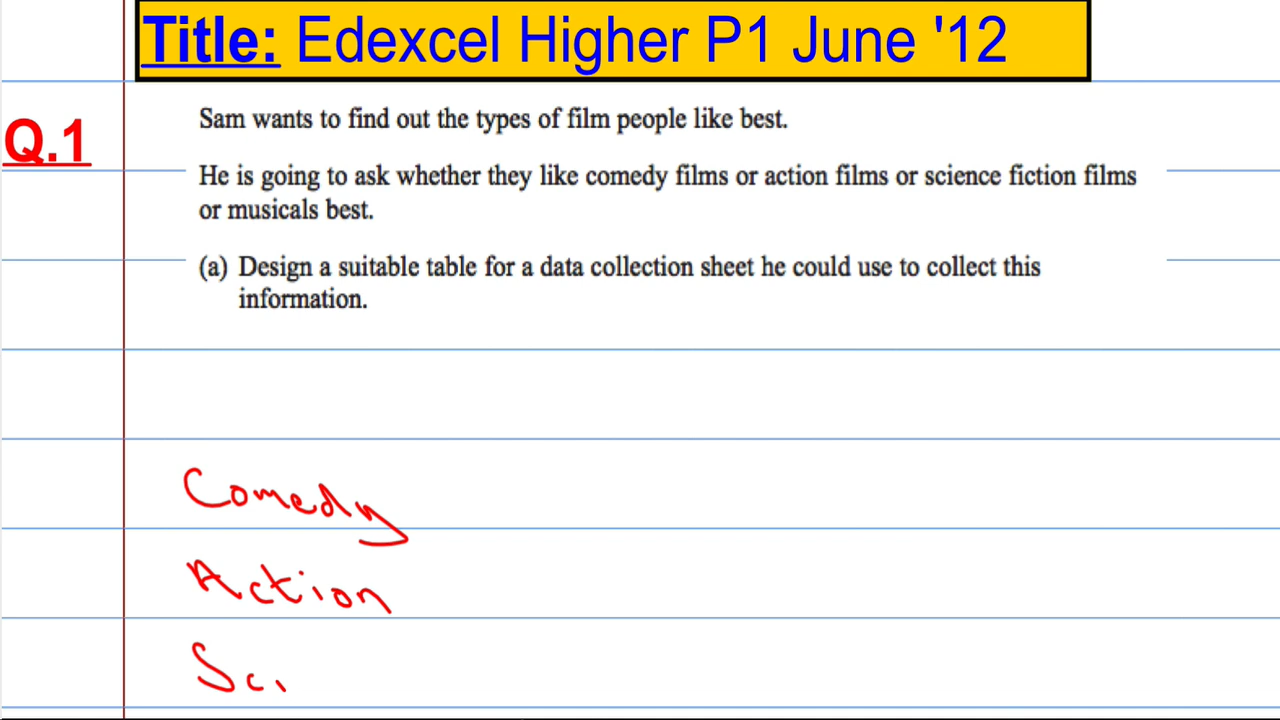 Title: Edexcel Higher P1 June '12
Q.1
Sam wants to find out the types of film people like best.
He is going to ask whether they like comedy films or action films or science fiction films
or musicals best.
(a) Design a suitable table for a data collection sheet he could use to collect this
information.
Comedy
Action
Sci